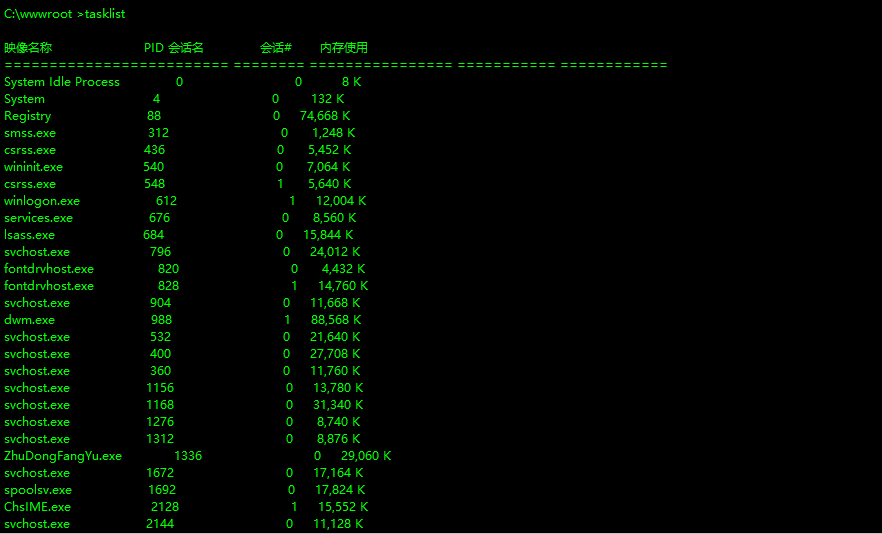 C:\wwwroot >tasklist
映像名称 PID 会话名 会话# 内存使用
========================= ======== ================ =========== ============
System Idle Process 0 0 8 K
System 4 0 132 K
Registry 88 0 74,668 K
smss.exe 312 0 1,248 K
csrss.exe 436 0 5,452 K
wininit.exe 540 0 7,064 K
csrss.exe 548 1 5,640 K
winlogon.exe 612 1 12,004 K
services.exe 676 0 8,560 K
lsass.exe 684 0 15,844 K
svchost.exe 796 0 24,012 K
fontdrvhost.exe 820 0 4,432 K
fontdrvhost.exe 828 1 14,760 K
svchost.exe 904 0 11,668 K
dwm.exe 988 1 88,568 K
svchost.exe 532 0 21,640 K
svchost.exe 400 0 27,708 K
svchost.exe 360 0 11,760 K
svchost.exe 1156 0 13,780 K
svchost.exe 1168 0 31,340 K
svchost.exe 1276 0 8,740 K
svchost.exe 1312 0 8,876 K
ZhuDongFangYu.exe 1336 0 29,060 K
svchost.exe 1672 0 17,164 K
spoolsv.exe 1692 0 17,824 K
ChsIME.exe 2128 1 15,552 K
svchost.exe 2144 0 11,128 K